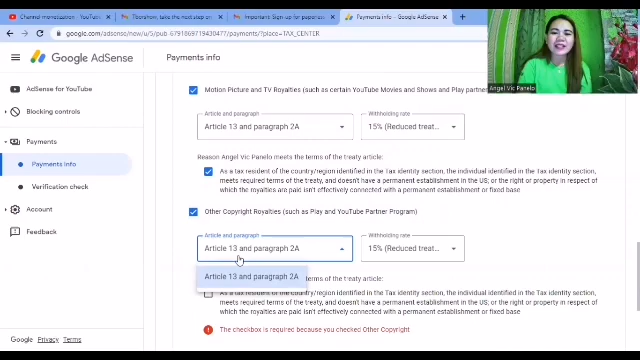 Channel monetization - YouTub
Toorshow, take the next step on
Important: Sign-up for paperless
Payments info – Google AdSense
google.com/adsense/new/u/5/pub-6791869719430477/payments/?place=TAX_CENTER
Google AdSense
Payments info
AdSense for YouTube
Blocking controls
Payments
Payments info
Verification check
Account
Feedback
Google Privacy Terms
Motion Picture and TV Royalties (such as certain YouTube Movies and Shows and Play partner
Article and paragraph
Article 13 and paragraph 2A
Withholding rate
15% (Reduced treat...
Reason Angel Vic Panelo meets the terms of the treaty article:
As a tax resident of the country/region identified in the Tax identity section, the individual identified in the Tax identity section,
meets required terms of the treaty, and doesn't have a permanent establishment in the US; or the right or property in respect of
which the royalties are paid isn't effectively connected with a permanent establishment or fixed base
Other Copyright Royalties (such as Play and YouTube Partner Program)
Article and paragraph
Article 13 and paragraph 2A
Withholding rate
15% (Reduced treat...
Article 13 and paragraph 2A
terms of the treaty article:
As a tax resident of the country/region identified in the Tax identity section, the individual identified in the Tax identity section,
meets required terms of the treaty, and doesn't have a permanent establishment in the US; or the right or property in respect of
which the royalties are paid isn't effectively connected with a permanent establishment or fixed base
The checkbox is required because you checked Other Copyright
Angel Vic Panelo